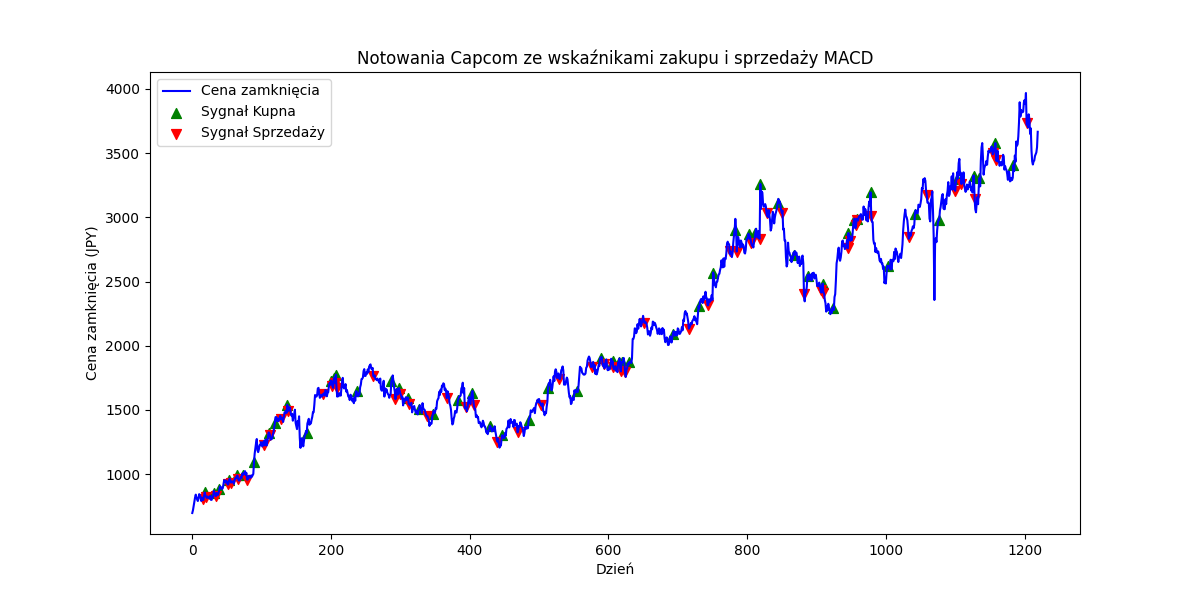 Notowania Capcom ze wskaźnikami zakupu i sprzedaży MACD
Cena zamknięcia
Sygnał Kupna
Sygnał Sprzedaży
Cena zamknięcia (JPY)
4000
3500
3000
2500
2000
1500
1000
0 200 400 600 800 1000 1200
Dzień